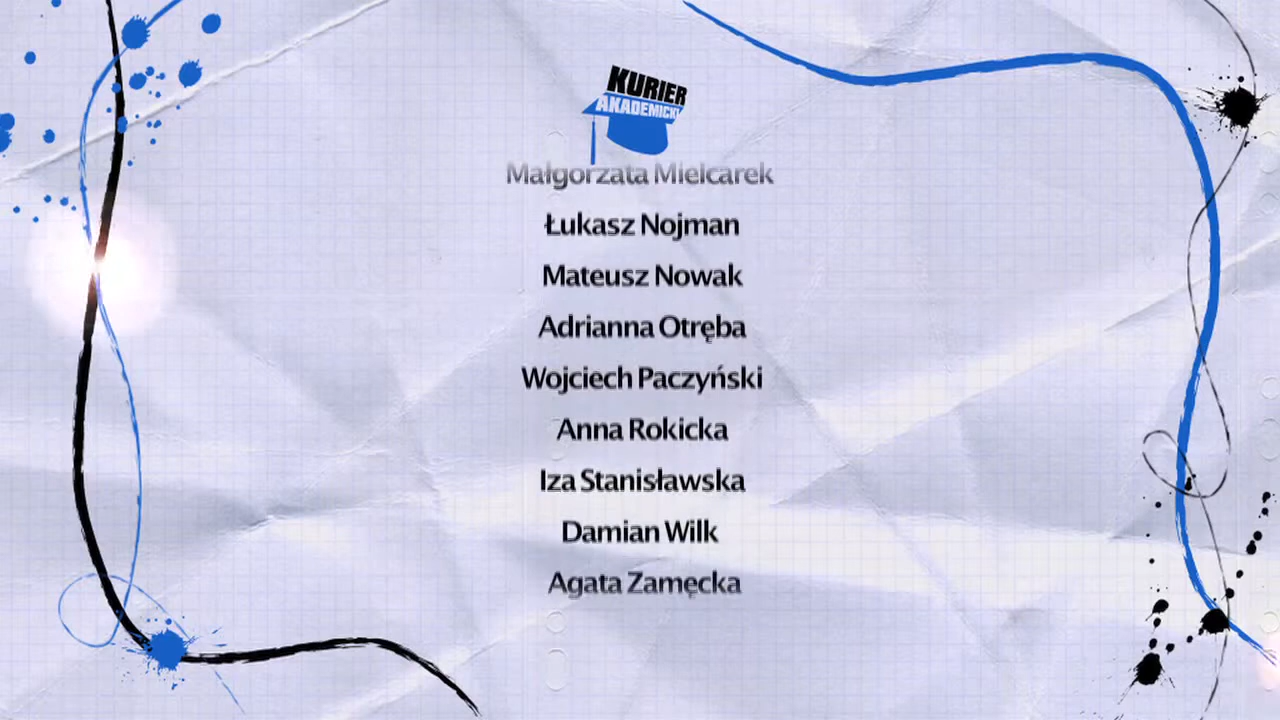 KURIER
AKADEMICKI
Małgorzata Mielcarek
Łukasz Nojman
Mateusz Nowak
Adrianna Otręba
Wojciech Paczyński
Anna Rokicka
Iza Stanisławska
Damian Wilk
Agata Zamęcka